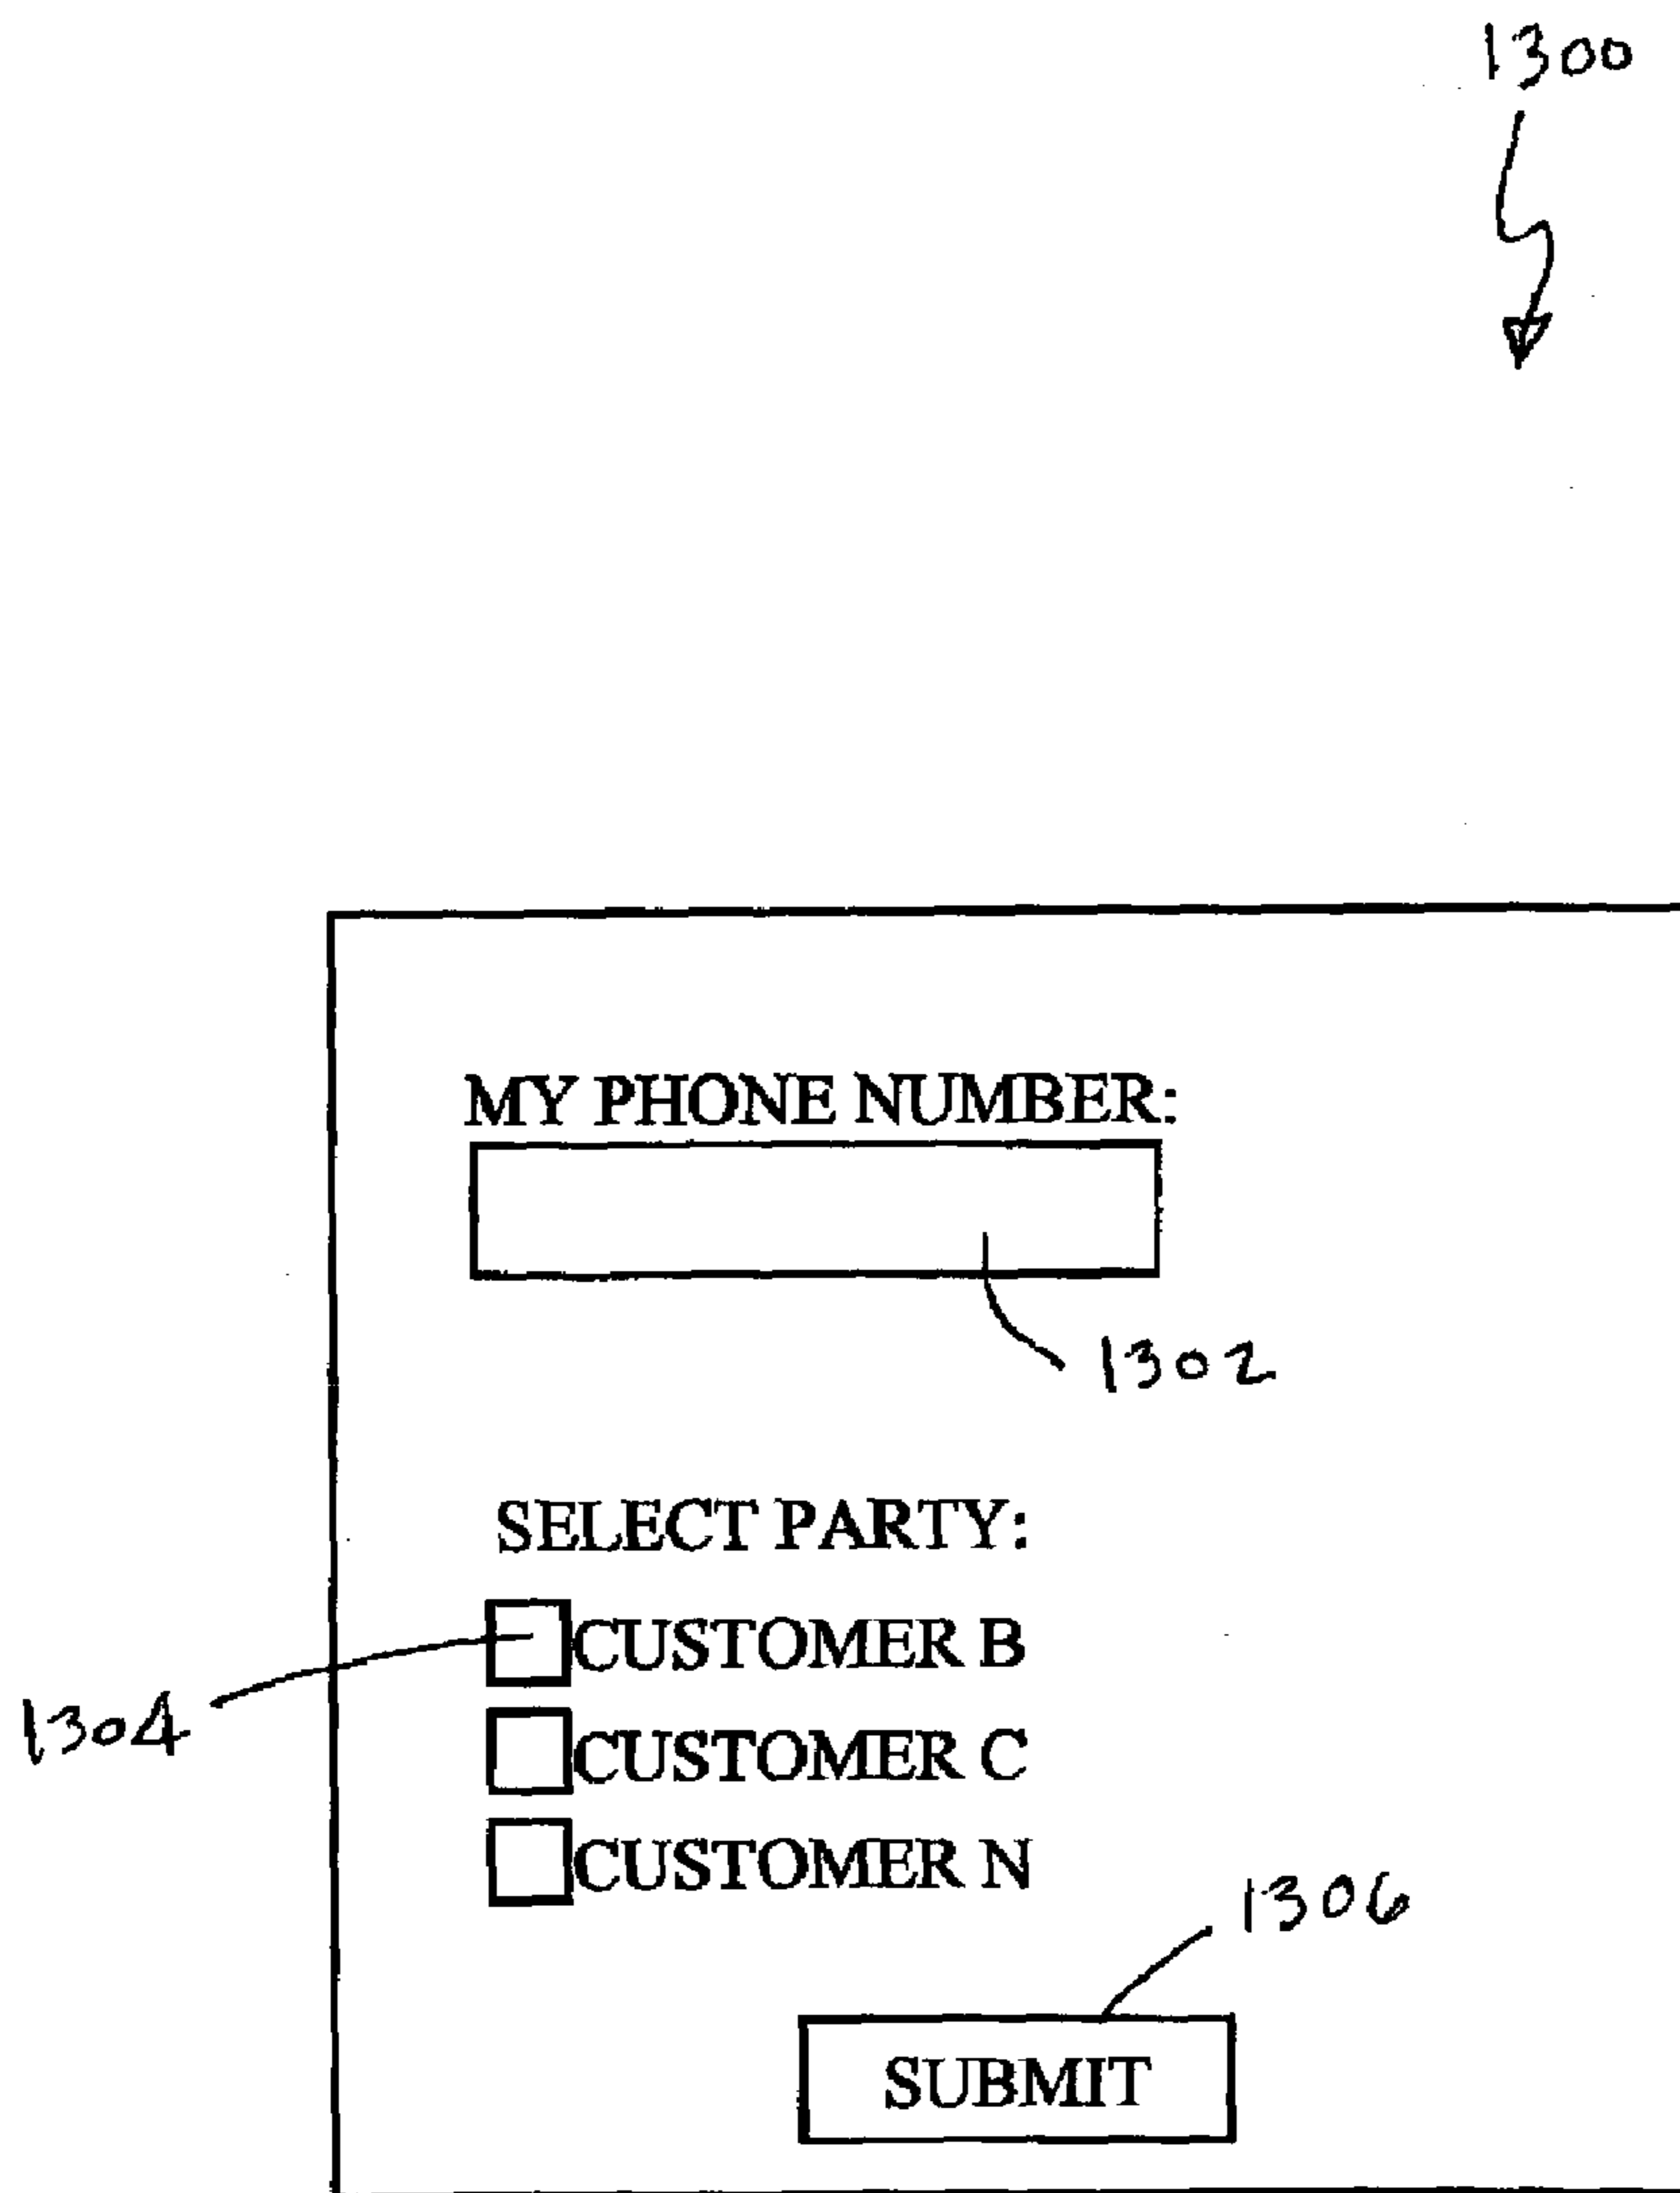 1300
MY PHONE NUMBER:
1302
SELECT PARTY:
CUSTOMER B
1304
CUSTOMER C
CUSTOMER N
1306
SUBMIT